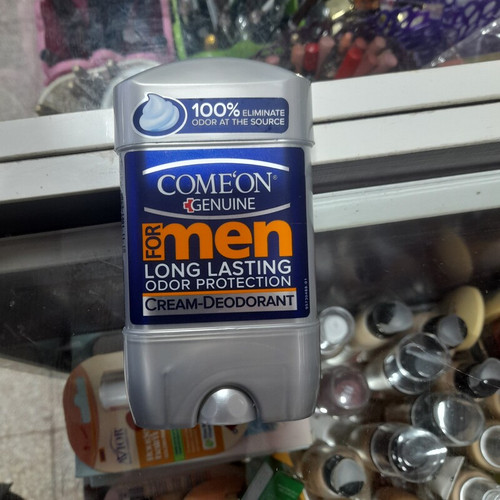 100% ELIMINATE
ODOR AT THE SOURCE
COME'ON®
GENUINE
FOR men
LONG LASTING
ODOR PROTECTION
CREAM-DEODORANT